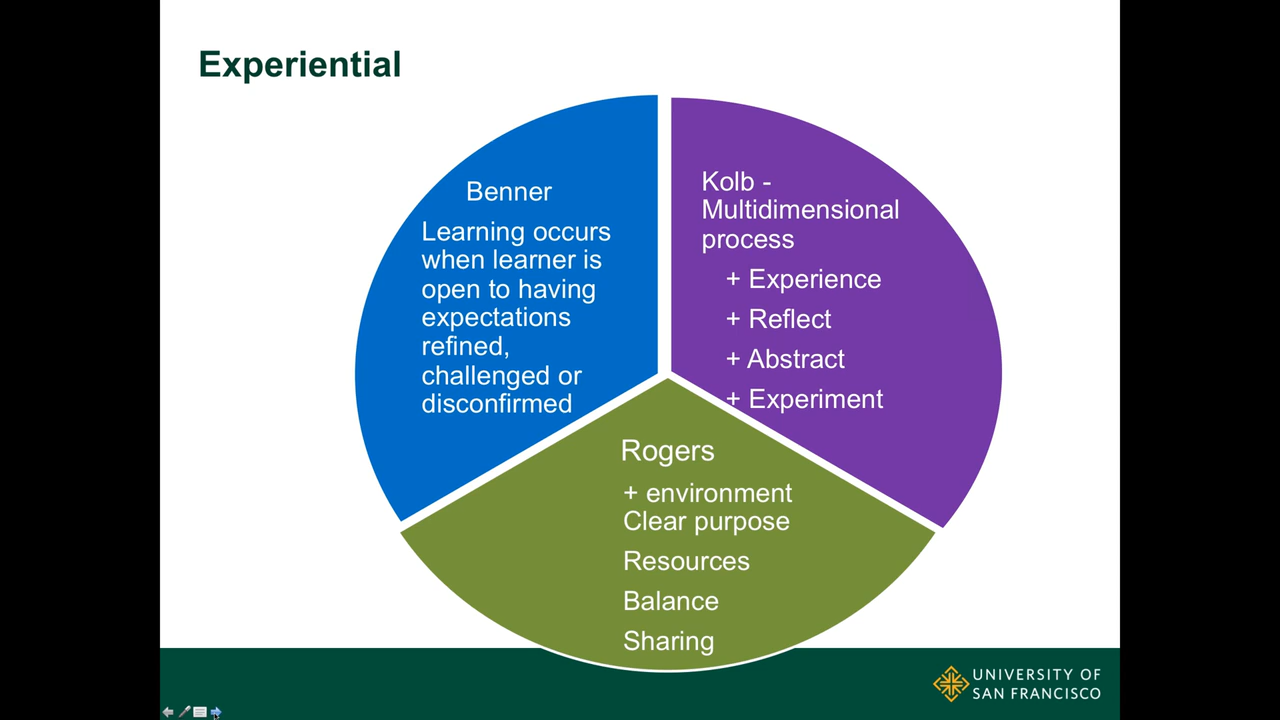 Experiential
Benner
Learning occurs
when learner is
open to having
expectations
refined,
challenged or
disconfirmed
Kolb -
Multidimensional
process
+ Experience
+ Reflect
+ Abstract
+ Experiment
Rogers
+ environment
Clear purpose
Resources
Balance
Sharing
UNIVERSITY OF
SAN FRANCISCO